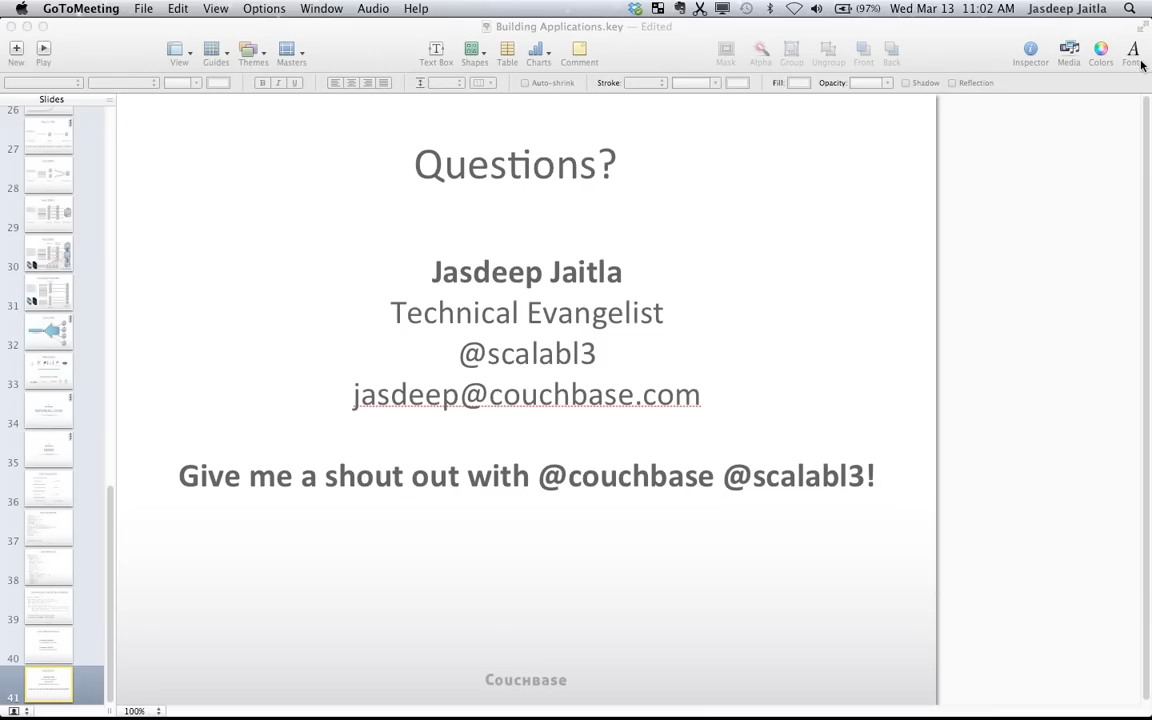 GoToMeeting File Edit View Options Window Audio Help (97%) Wed Mar 13 11:02 AM Jasdeep Jaitla
Building Applications.key — Edited
New Play View Guides Themes Masters Text Box Shapes Table Charts Comment Mask Alpha Group Ungroup Front Back Inspector Media Colors Fonts
B I U Auto-shrink Stroke: Fill: Opacity: Shadow Reflection
Slides
26
27
28
29
30
31
32
33
34
35
36
37
38
39
40
41
Questions?
Jasdeep Jaitla
Technical Evangelist
@scalabl3
jasdeep@couchbase.com
Give me a shout out with @couchbase @scalabl3!
COUCHBASE
100%